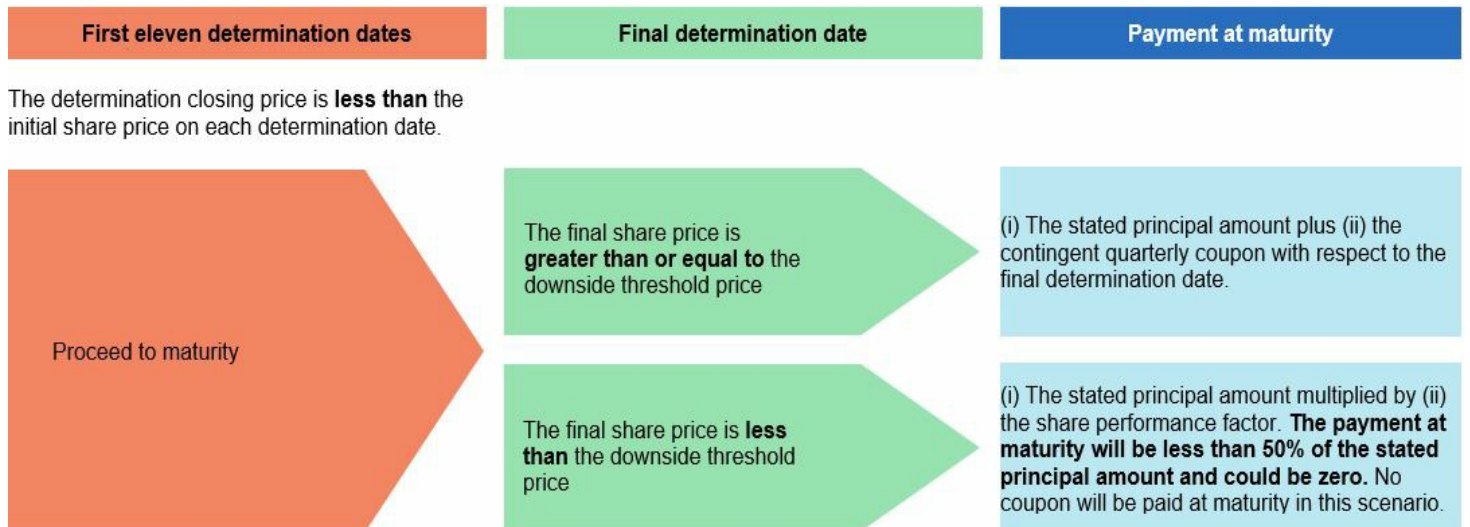 First eleven determination dates
Final determination date
Payment at maturity
The determination closing price is less than the
initial share price on each determination date.
Proceed to maturity
The final share price is
greater than or equal to the
downside threshold price
(i) The stated principal amount plus (ii) the
contingent quarterly coupon with respect to the
final determination date.
The final share price is less
than the downside threshold
price
(i) The stated principal amount multiplied by (ii)
the share performance factor. The payment at
maturity will be less than 50% of the stated
principal amount and could be zero. No
coupon will be paid at maturity in this scenario.